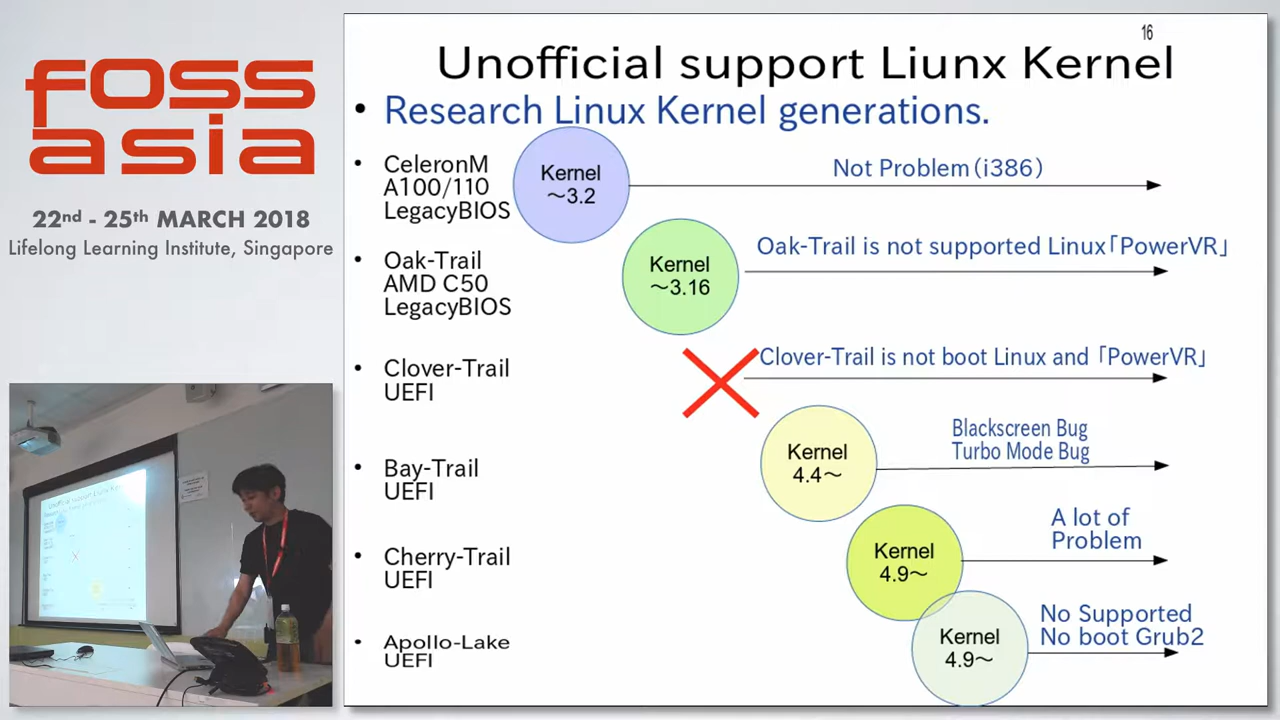 foss
asia
22nd - 25th MARCH 2018
Lifelong Learning Institute, Singapore
16
Unofficial support Liunx Kernel
• Research Linux Kernel generations.
• CeleronM
A100/110
LegacyBIOS
Kernel
～3.2
Not Problem (i386)
• Oak-Trail
AMD C50
LegacyBIOS
Kernel
～3.16
Oak-Trail is not supported Linux「PowerVR」
• Clover-Trail
UEFI
Clover-Trail is not boot Linux and「PowerVR」
• Bay-Trail
UEFI
Kernel
4.4～
Blackscreen Bug
Turbo Mode Bug
• Cherry-Trail
UEFI
Kernel
4.9～
A lot of
Problem
• Apollo-Lake
UEFI
Kernel
4.9～
No Supported
No boot Grub2
Unofficial support Liunx